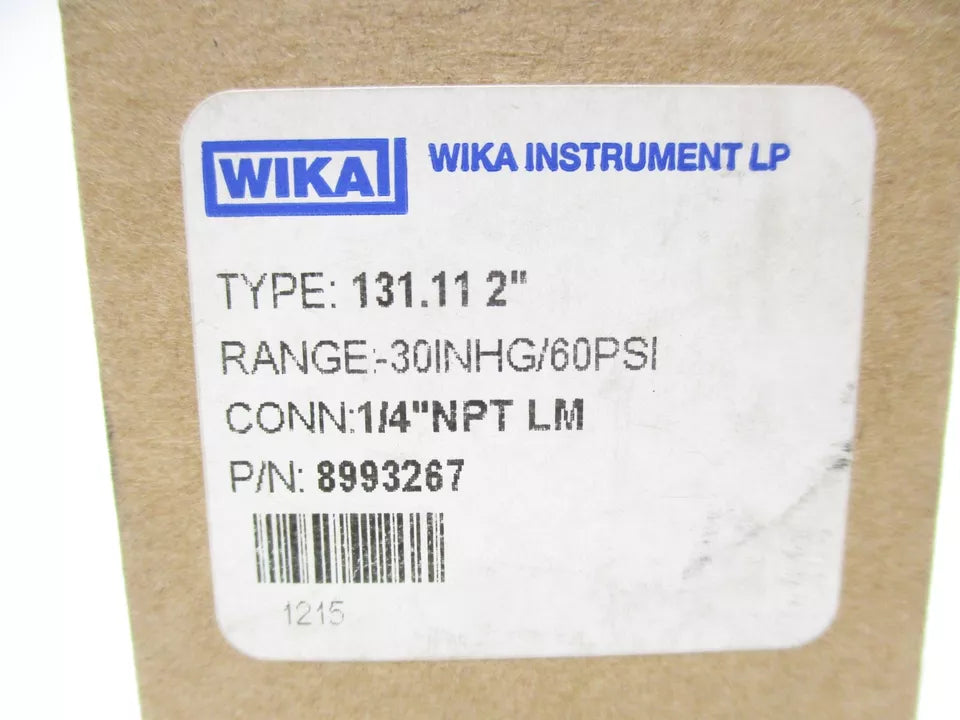 WIKA WIKA INSTRUMENT LP
TYPE: 131.11 2"
RANGE:-30INHG/60PSI
CONN:1/4"NPT LM
P/N: 8993267
1215